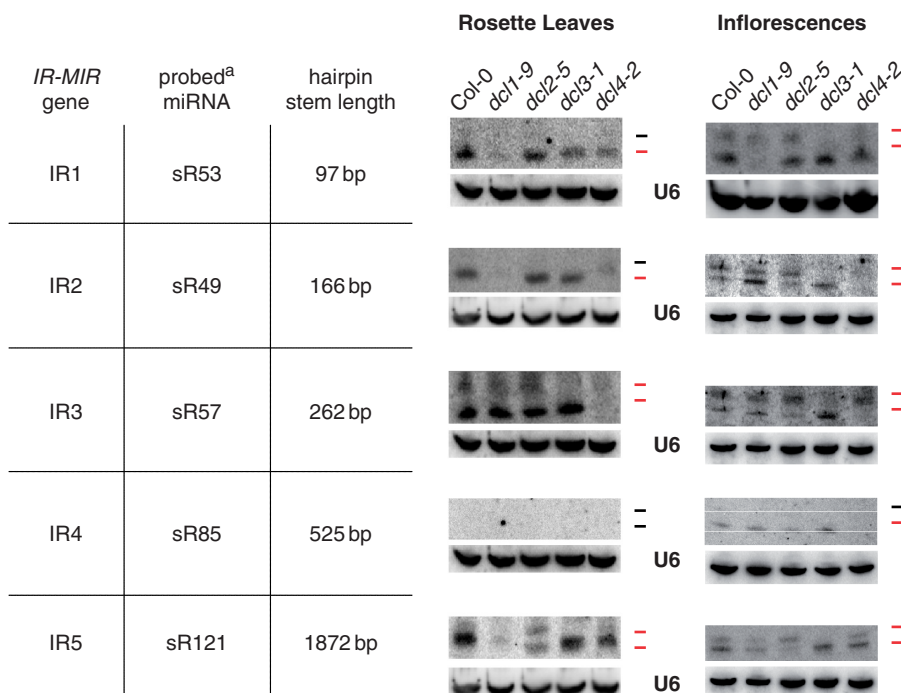 Rosette Leaves Inflorescences
IR-MIR gene probedᵃ miRNA hairpin stem length
Col-0 dcl1-9 dcl2-5 dcl3-1 dcl4-2 Col-0 dcl1-9 dcl2-5 dcl3-1 dcl4-2
IR1 sR53 97 bp
U6
IR2 sR49 166 bp
U6
IR3 sR57 262 bp
U6
IR4 sR85 525 bp
U6
IR5 sR121 1872 bp
U6